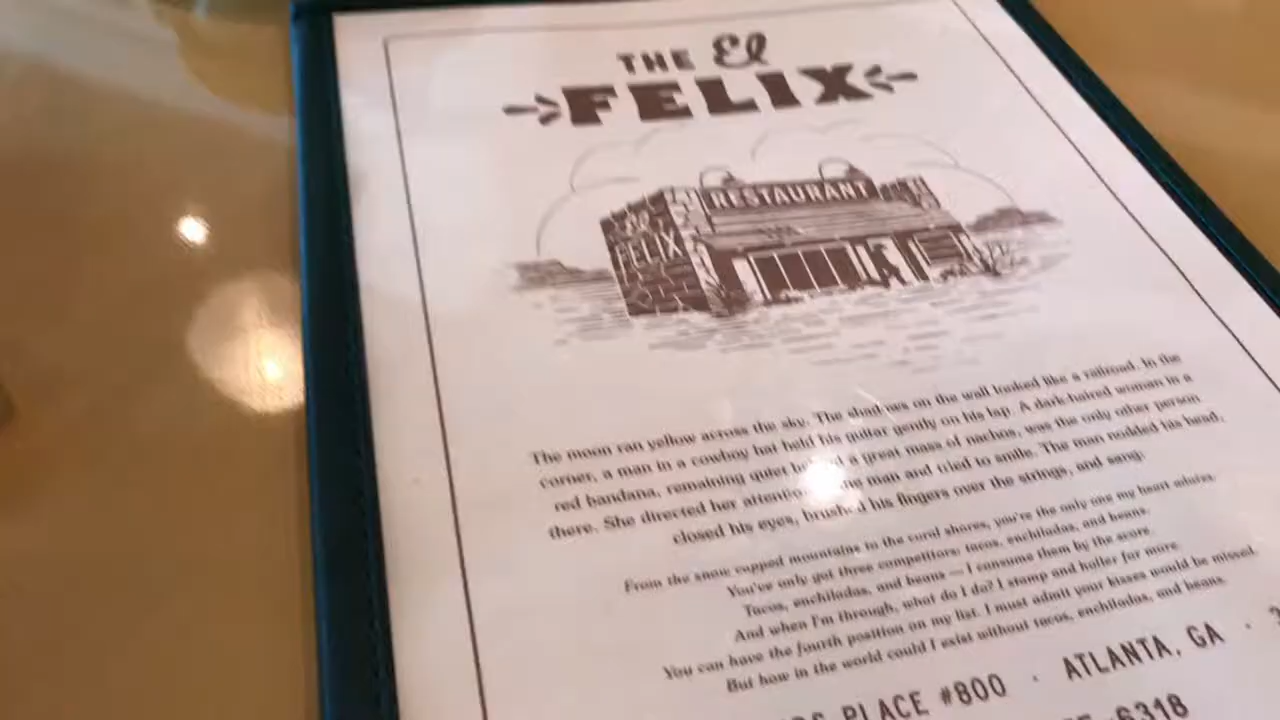 THE El
FELIX
RESTAURANT
FELIX
The moon ran yellow across the sky. The shadows on the wall looked like a railroad. In the
corner, a man in a cowboy hat held his guitar gently on his lap. A dark-haired woman in a
red bandana, remaining quiet behind a great mass of nachos, was the only other person
there. She directed her attention the man and tried to smile. The man nodded his head,
closed his eyes, brushed his fingers over the strings, and sang:
From the snow capped mountains to the coral shores, you're the only one my heart adores.
You've only got three competitors: tacos, enchiladas, and beans.
Tacos, enchiladas, and beans — I consume them by the score
And when I'm through, what do I do? I stamp and holler for more.
You can have the fourth position on my list. I must admit your kisses would be missed.
But how in the world could I exist without tacos, enchiladas, and beans.
PLACE #800 · ATLANTA, GA ·
6318